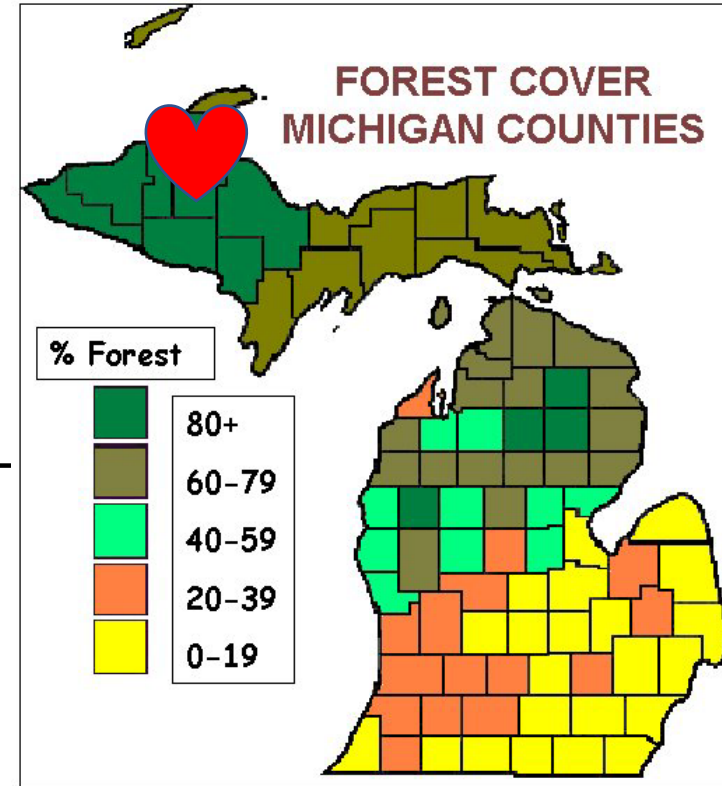 FOREST COVER
MICHIGAN COUNTIES
% Forest
80+
60-79
40-59
20-39
0-19